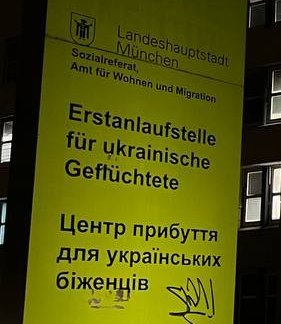 Landeshauptstadt
München
Sozialreferat,
Amt für Wohnen und Migration
Erstanlaufstelle
für ukrainische
Geflüchtete
Центр прибуття
для українських
біженців